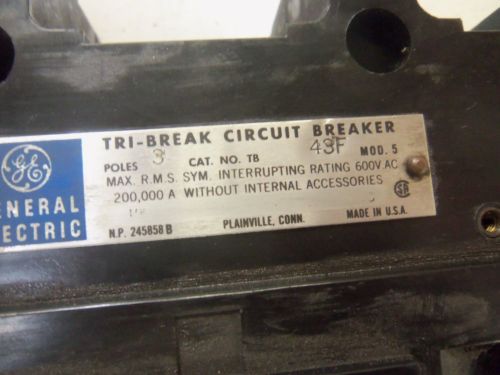 TRI-BREAK CIRCUIT BREAKER
POLES 3 CAT. NO. TB 43F MOD. 5
MAX. R.M.S. SYM. INTERRUPTING RATING 600V.AC
200,000 A WITHOUT INTERNAL ACCESSORIES
N.P. 245858 B PLAINVILLE, CONN. MADE IN U.S.A.
GE
ENERAL
LECTRIC